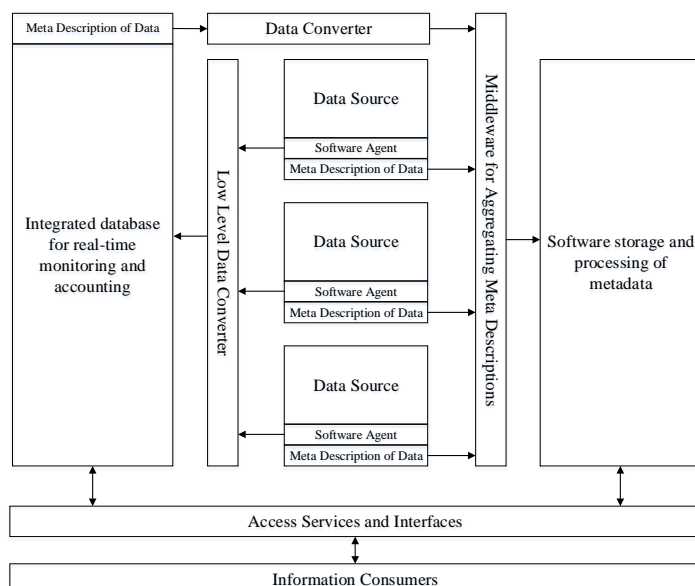 Meta Description of Data
Data Converter
Integrated database
for real-time
monitoring and
accounting
Low Level Data Converter
Data Source
Software Agent
Meta Description of Data
Data Source
Software Agent
Meta Description of Data
Data Source
Software Agent
Meta Description of Data
Middleware for Aggregating Meta Descriptions
Software storage and
processing of
metadata
Access Services and Interfaces
Information Consumers